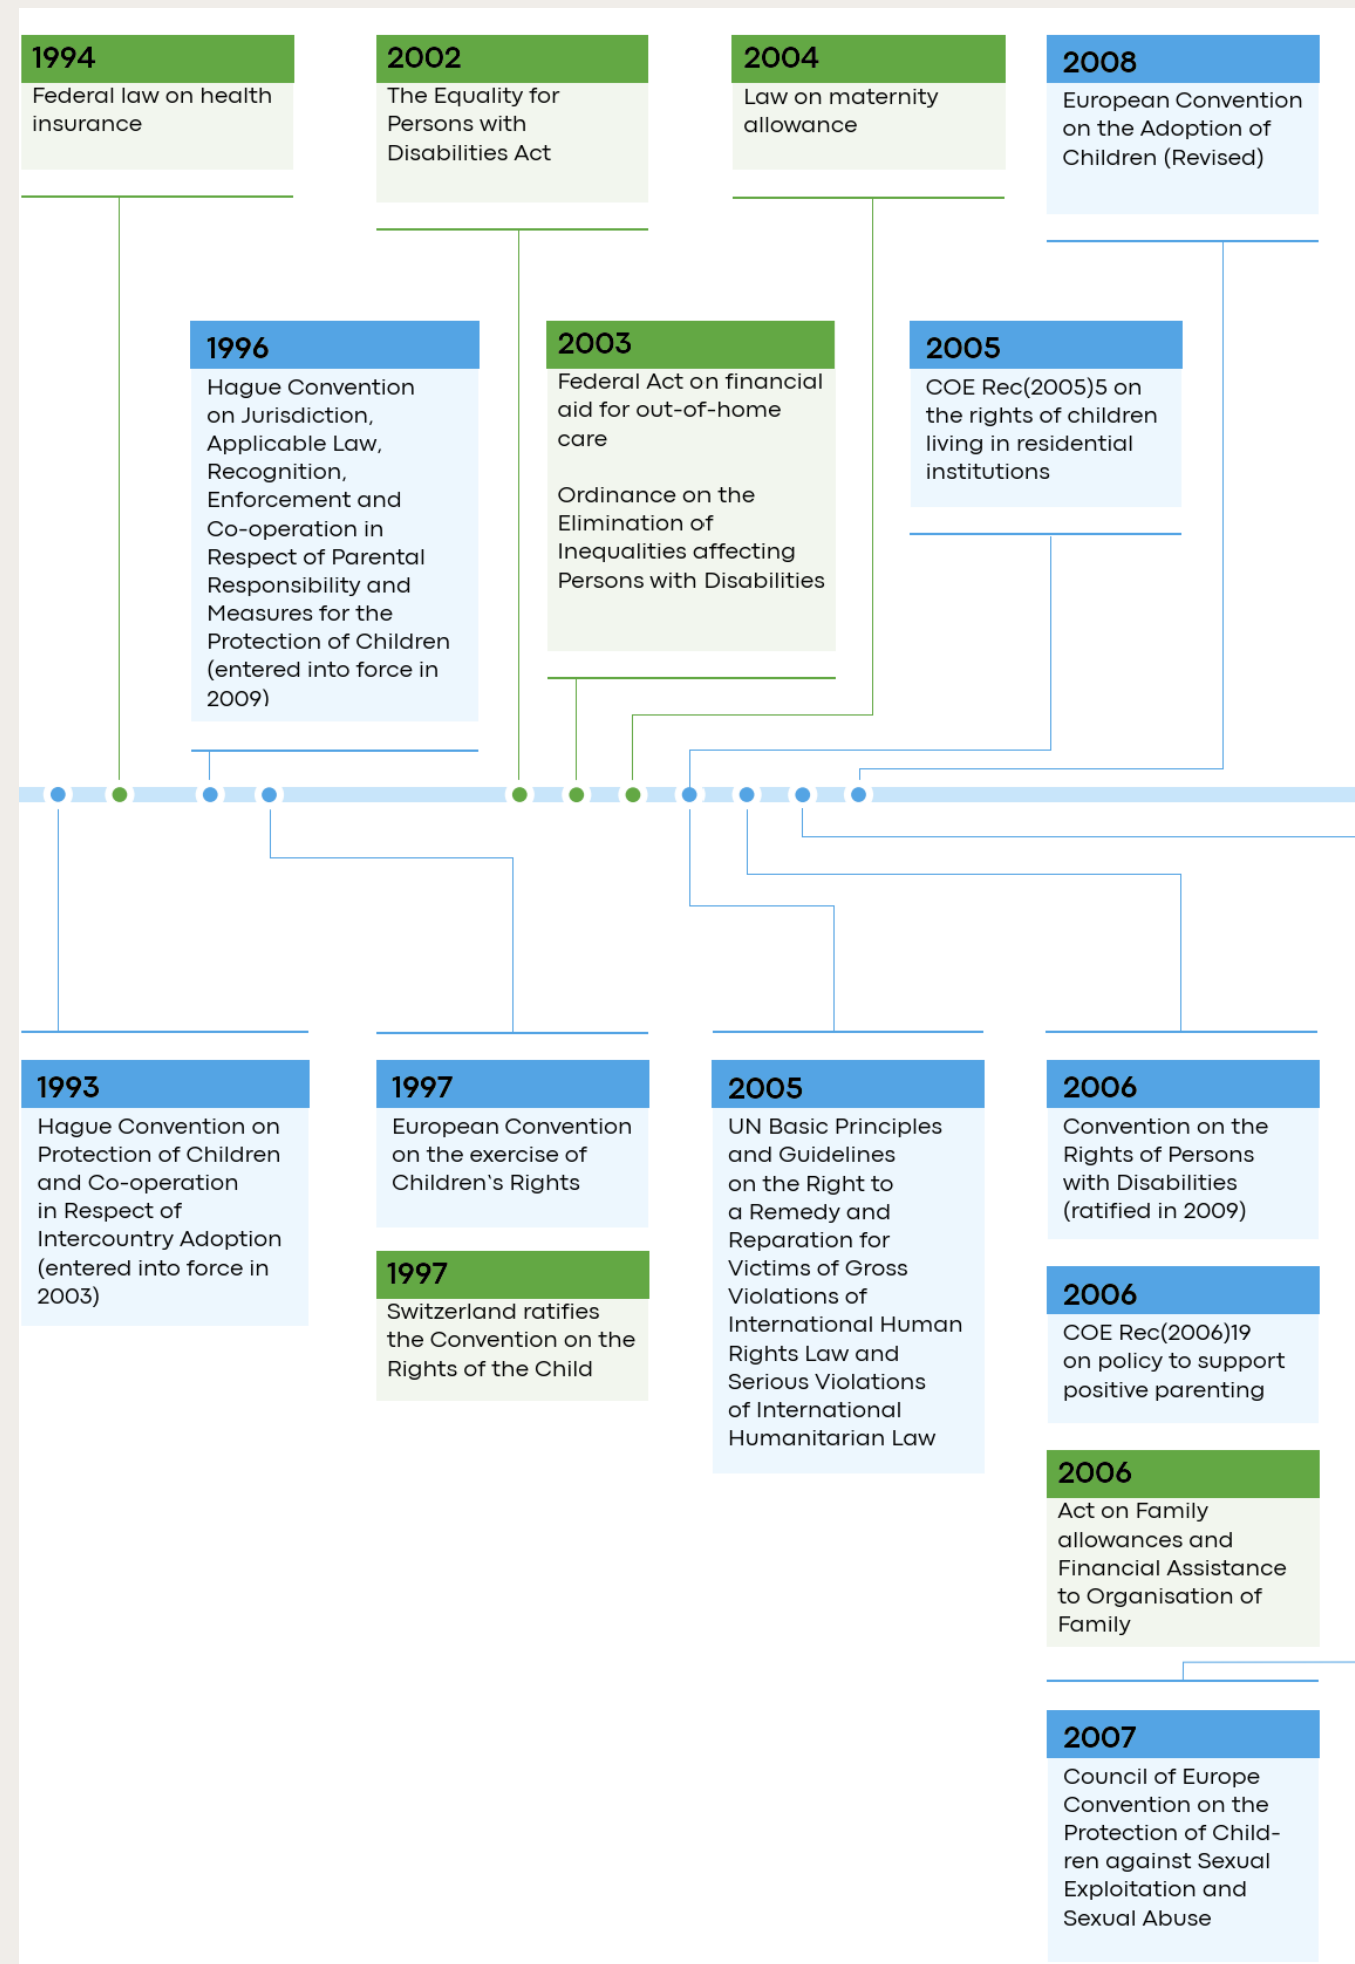 1994
Federal law on health
insurance
2002
The Equality for
Persons with
Disabilities Act
2004
Law on maternity
allowance
2008
European Convention
on the Adoption of
Children (Revised)
1996
Hague Convention
on Jurisdiction,
Applicable Law,
Recognition,
Enforcement and
Co-operation in
Respect of Parental
Responsibility and
Measures for the
Protection of Children
(entered into force in
2009)
2003
Federal Act on financial
aid for out-of-home
care
Ordinance on the
Elimination of
Inequalities affecting
Persons with Disabilities
2005
COE Rec(2005)5 on
the rights of children
living in residential
institutions
1993
Hague Convention on
Protection of Children
and Co-operation
in Respect of
Intercountry Adoption
(entered into force in
2003)
1997
European Convention
on the exercise of
Children‛s Rights
1997
Switzerland ratifies
the Convention on the
Rights of the Child
2005
UN Basic Principles
and Guidelines
on the Right to
a Remedy and
Reparation for
Victims of Gross
Violations of
International Human
Rights Law and
Serious Violations
of International
Humanitarian Law
2006
Convention on the
Rights of Persons
with Disabilities
(ratified in 2009)
2006
COE Rec(2006)19
on policy to support
positive parenting
2006
Act on Family
allowances and
Financial Assistance
to Organisation of
Family
2007
Council of Europe
Convention on the
Protection of Child-
ren against Sexual
Exploitation and
Sexual Abuse